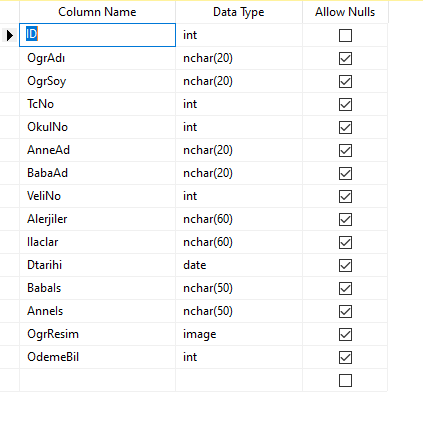 Column Name Data Type Allow Nulls
ID int
OgrAdı nchar(20)
OgrSoy nchar(20)
TcNo int
OkulNo int
AnneAd nchar(20)
BabaAd nchar(20)
VeliNo int
Alerjiler nchar(60)
Ilaclar nchar(60)
Dtarihi date
BabaIs nchar(50)
AnneIs nchar(50)
OgrResim image
OdemeBil int